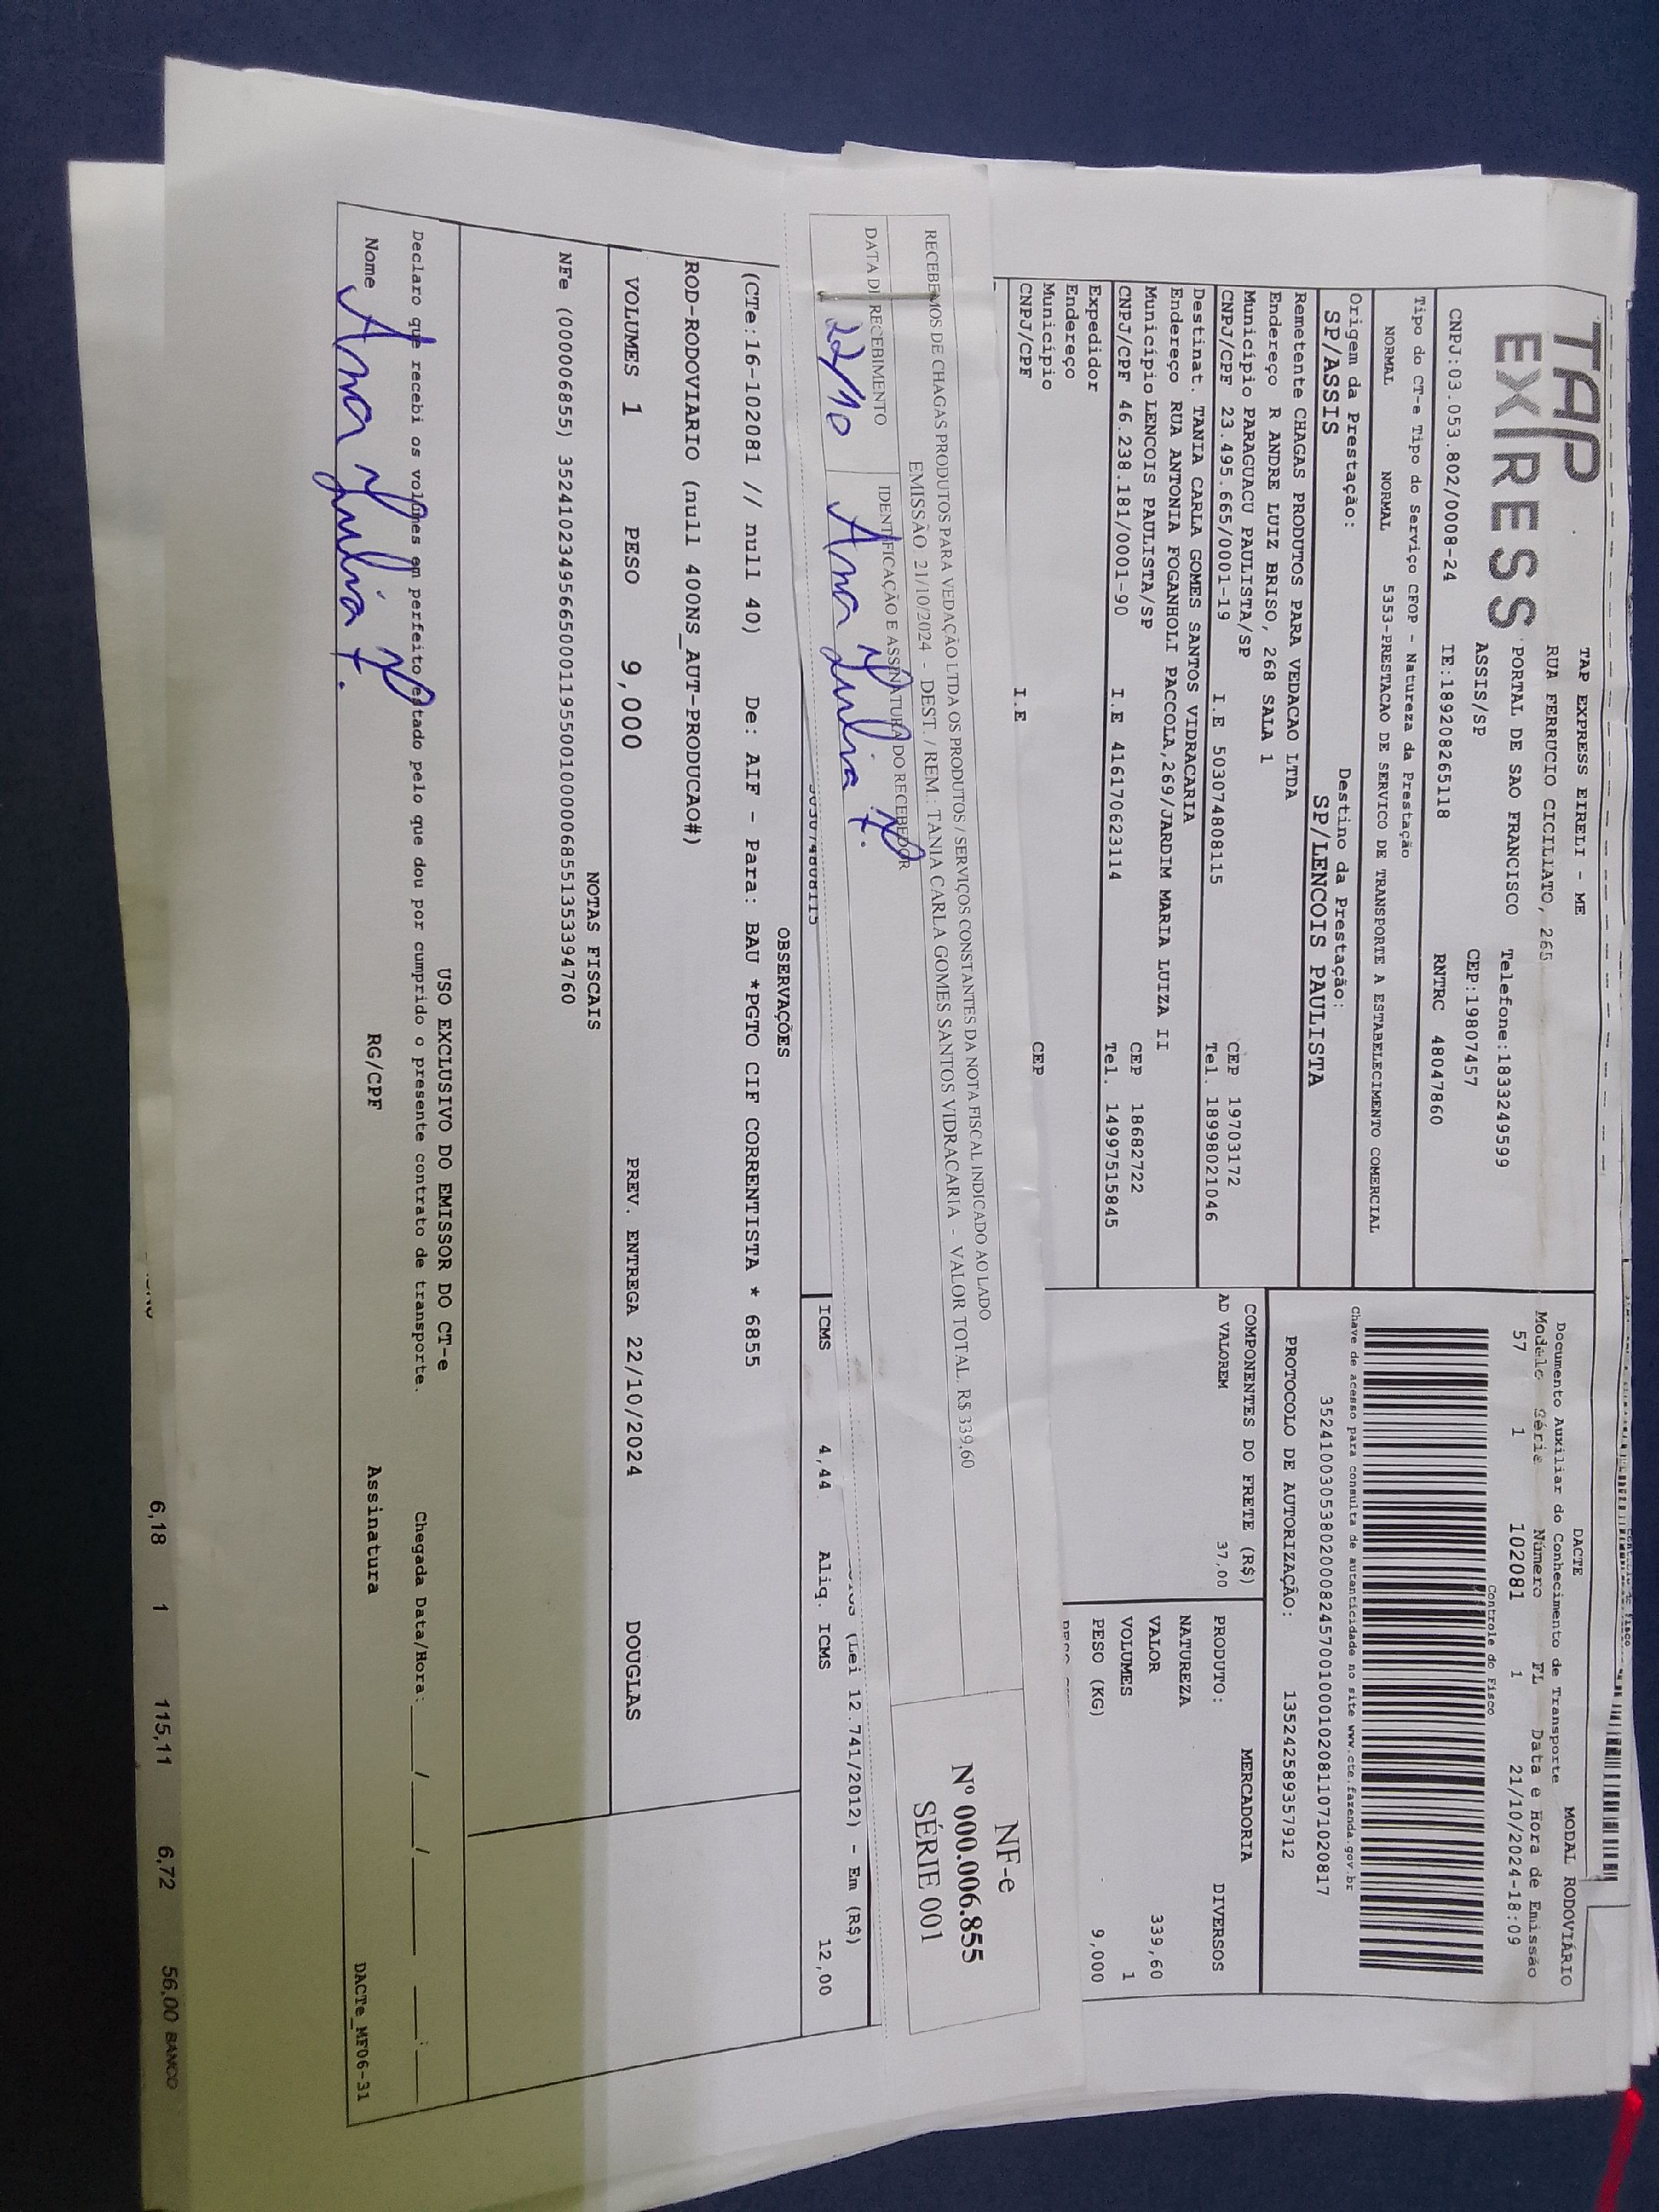 TAP EXPRESS
TAP EXPRESS EIRELI - ME
RUA FERRUCIO CICILIATO, 265
PORTAL DE SAO FRANCISCO Telefone:1833249599
ASSIS/SP CEP:19807457
CNPJ:03.053.802/0008-24 IE:189208265118 RNTRC 48047860
Tipo do CT-e Tipo do Serviço CFOP - Natureza da Prestação
NORMAL NORMAL 5353-PRESTACAO DE SERVICO DE TRANSPORTE A ESTABELECIMENTO COMERCIAL
Origem da Prestação: Destino da Prestação:
SP/ASSIS SP/LENCOIS PAULISTA
Remetente CHAGAS PRODUTOS PARA VEDACAO LTDA
Endereço R ANDRE LUIZ BRISO, 268 SALA 1
Município PARAGUACU PAULISTA/SP CEP 19703172
CNPJ/CPF 23.495.665/0001-19 I.E 503074808115 Tel. 18998021046
Destinat. TANIA CARLA GOMES SANTOS VIDRACARIA
Endereço RUA ANTONIA FOGANHOLI PACCOLA,269/JARDIM MARIA LUIZA II
Município LENCOIS PAULISTA/SP CEP 18682722
CNPJ/CPF 46.238.181/0001-90 I.E 416170623114 Tel. 14997515845
Expedidor
Endereço
Município CEP
CNPJ/CPF I.E
DACTE MODAL RODOVIÁRIO
Documento Auxiliar do Conhecimento de Transporte
Modelo Série Número FL Data e Hora de Emissão
57 1 102081 1 21/10/2024-18:09
Controle do Fisco
Chave de acesso para consulta de autenticidade no site www.cte.fazenda.gov.br
35241003053802000824570010001020811071020817
PROTOCOLO DE AUTORIZAÇÃO: 135242589357912
COMPONENTES DO FRETE (R$)
AD VALOREM 37,00
MERCADORIA
PRODUTO: DIVERSOS
NATUREZA
VALOR 339,60
VOLUMES 1
PESO (KG) 9,000
RECEBEMOS DE CHAGAS PRODUTOS PARA VEDAÇÃO LTDA OS PRODUTOS / SERVIÇOS CONSTANTES DA NOTA FISCAL INDICADO AO LADO
EMISSÃO 21/10/2024 - DEST. / REM.: TANIA CARLA GOMES SANTOS VIDRACARIA - VALOR TOTAL. R$ 339,60
DATA DE RECEBIMENTO IDENTIFICAÇÃO E ASSINATURA DO RECEBEDOR
22/10 Ana Julia
NF-e
Nº 000.006.855
SÉRIE 001
503074808115
(Lei 12.741/2012) - Em (R$)
ICMS 4,44 Aliq. ICMS 12,00
OBSERVAÇÕES
(CTe:16-102081 // null 40) De: AIF - Para: BAU *PGTO CIF CORRENTISTA * 6855
ROD-RODOVIARIO (null 400NS_AUT-PRODUCAO#)
VOLUMES 1 PESO 9,000 PREV. ENTREGA 22/10/2024 DOUGLAS
NOTAS FISCAIS
NFe (000006855) 35241023495665000119550010000068551353394760
USO EXCLUSIVO DO EMISSOR DO CT-e
Declaro que recebi os volumes em perfeito estado pelo que dou por cumprido o presente contrato de transporte. Chegada Data/Hora: ____/____/____ ____:____
Nome Ana Julia RG/CPF Assinatura
DACTe_MF06-31
6,18 1 115,11 6,72 56,00 BANCO